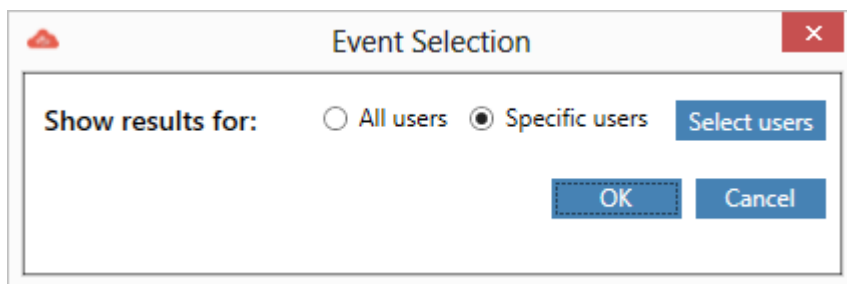 Event Selection
Show results for: All users Specific users Select users
OK Cancel